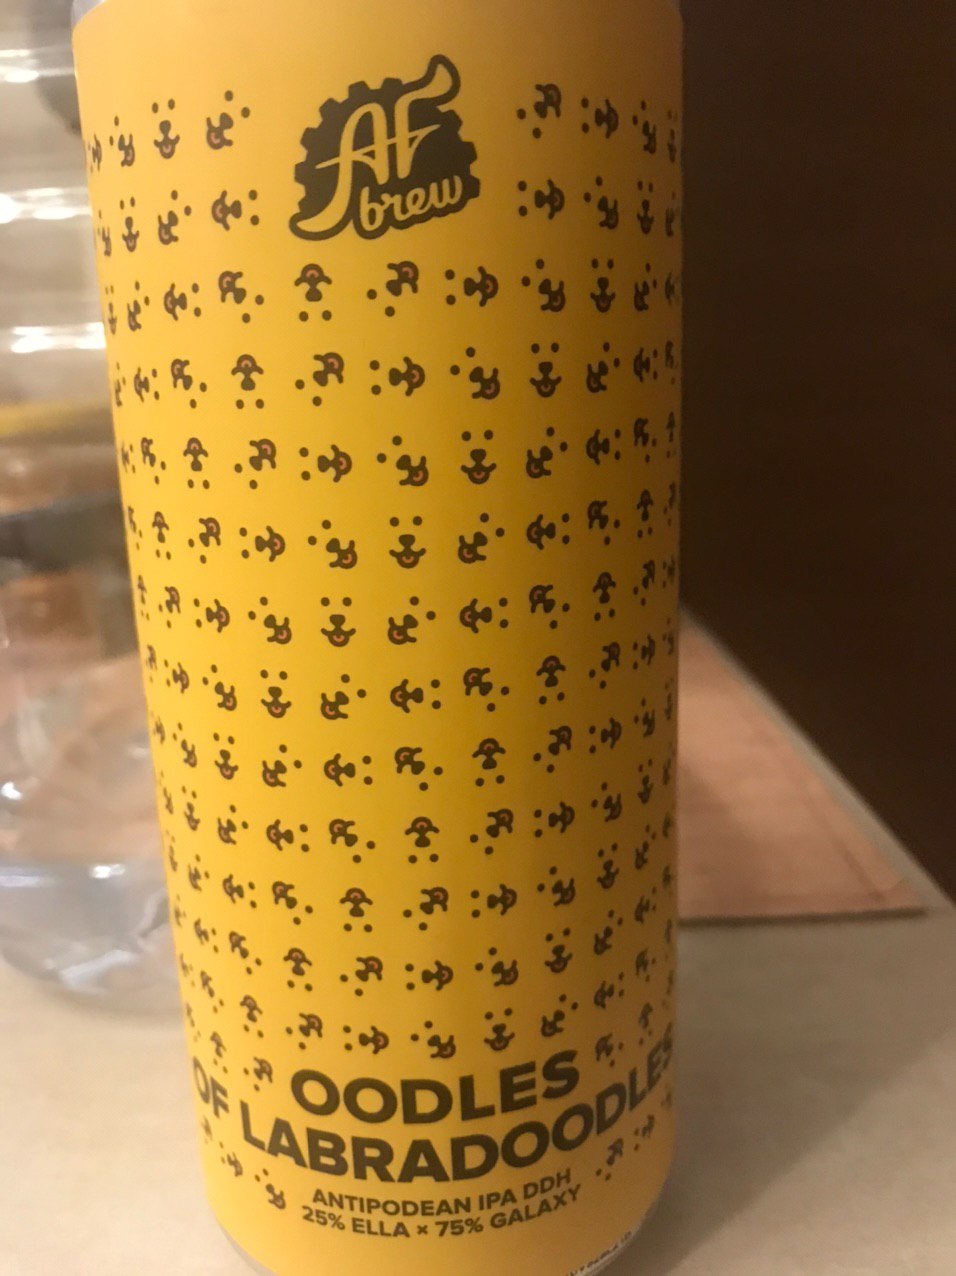 AF
brew
OODLES
OF LABRADOODLES
ANTIPODEAN IPA DDH
25% ELLA × 75% GALAXY